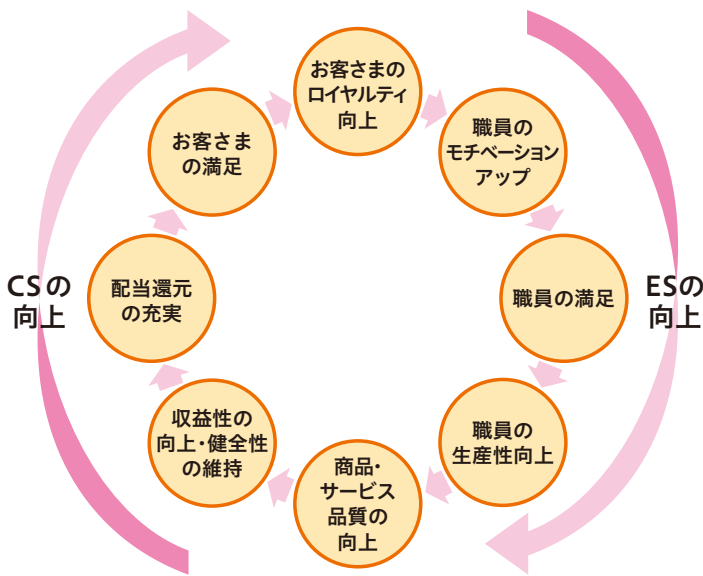 お客さまの
ロイヤルティ
向上
職員の
モチベーション
アップ
職員の満足
職員の
生産性向上
商品・
サービス
品質の
向上
収益性の
向上・健全性
の維持
配当還元
の充実
お客さま
の満足
CSの
向上
ESの
向上